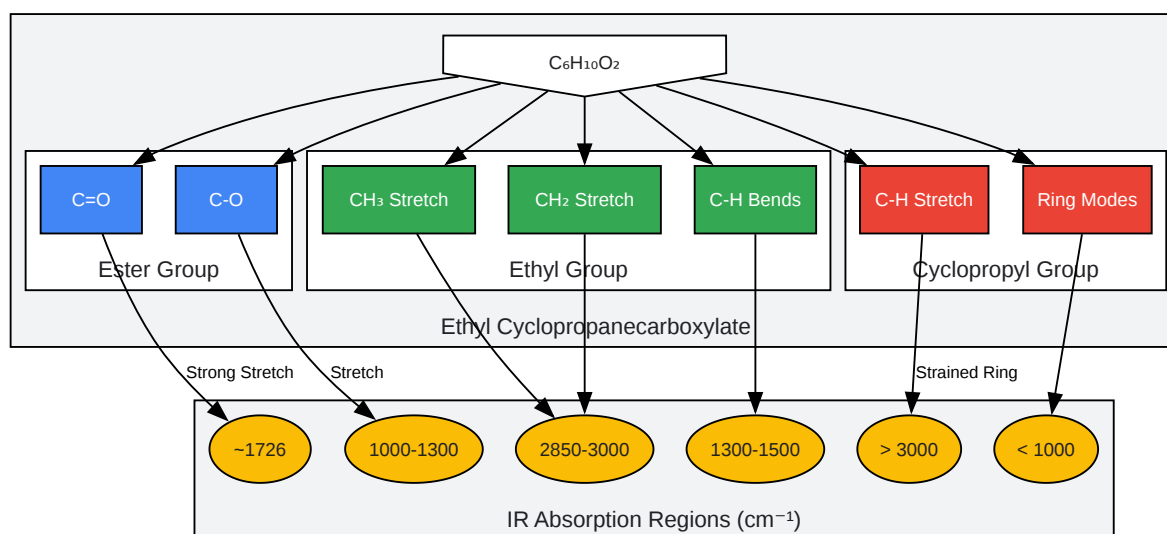 C₆H₁₀O₂
C=O
C-O
CH₃ Stretch
CH₂ Stretch
C-H Bends
C-H Stretch
Ring Modes
Ester Group
Ethyl Group
Cyclopropyl Group
Ethyl Cyclopropanecarboxylate
Strong Stretch
Stretch
Strained Ring
~1726
1000-1300
2850-3000
1300-1500
> 3000
< 1000
IR Absorption Regions (cm⁻¹)